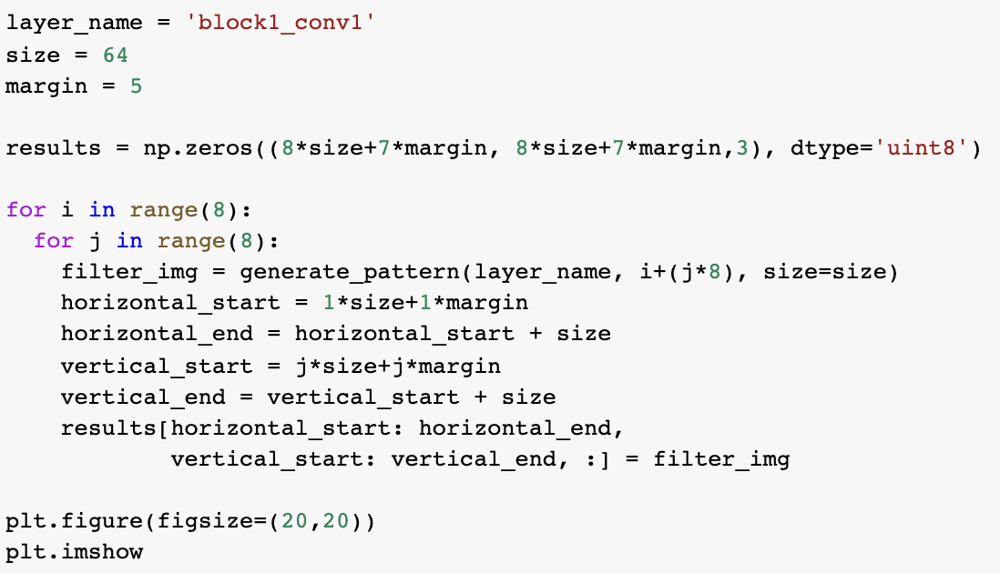 layer_name = 'block1_conv1'
size = 64
margin = 5
results = np.zeros((8*size+7*margin, 8*size+7*margin,3), dtype='uint8')
for i in range(8):
  for j in range(8):
    filter_img = generate_pattern(layer_name, i+(j*8), size=size)
    horizontal_start = 1*size+1*margin
    horizontal_end = horizontal_start + size
    vertical_start = j*size+j*margin
    vertical_end = vertical_start + size
    results[horizontal_start: horizontal_end,
            vertical_start: vertical_end, :] = filter_img
plt.figure(figsize=(20,20))
plt.imshow